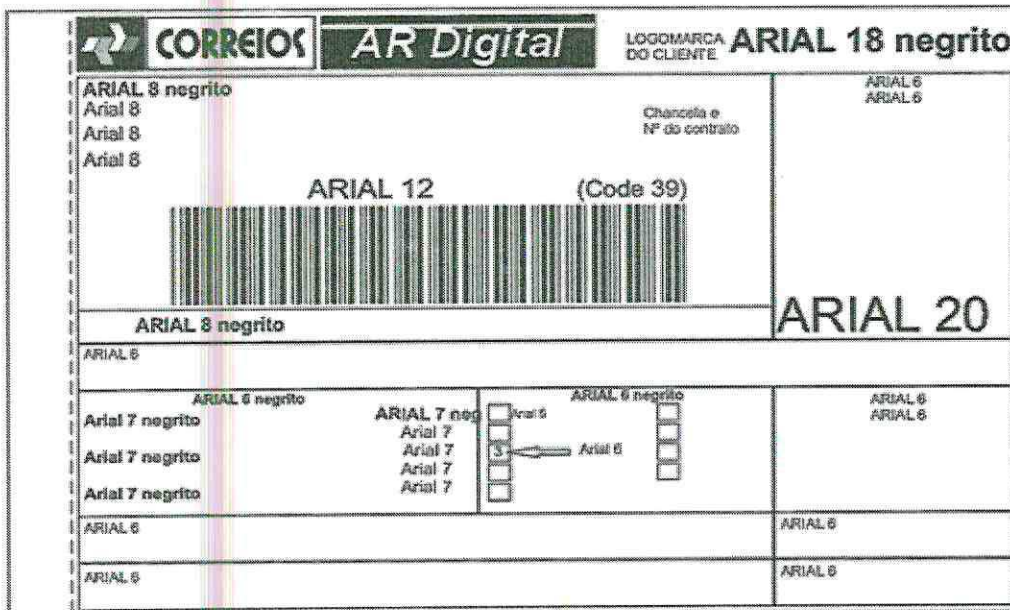 CORREIOS AR Digital LOGOMARCA DO CLIENTE ARIAL 18 negrito
ARIAL 8 negrito
Arial 8
Arial 8
Arial 8
Chancela e
Nº do contrato
ARIAL 6
ARIAL 6
ARIAL 12 (Code 39)
ARIAL 8 negrito
ARIAL 20
ARIAL 6
ARIAL 6 negrito
Arial 7 negrito
Arial 7 negrito
Arial 7 negrito
ARIAL 7 neg
Arial 7
Arial 7
Arial 7
Arial 7
ARIAL 6 negrito
Arial 6
3 Arial 6
ARIAL 6
ARIAL 6
ARIAL 6
ARIAL 6
ARIAL 6
ARIAL 6